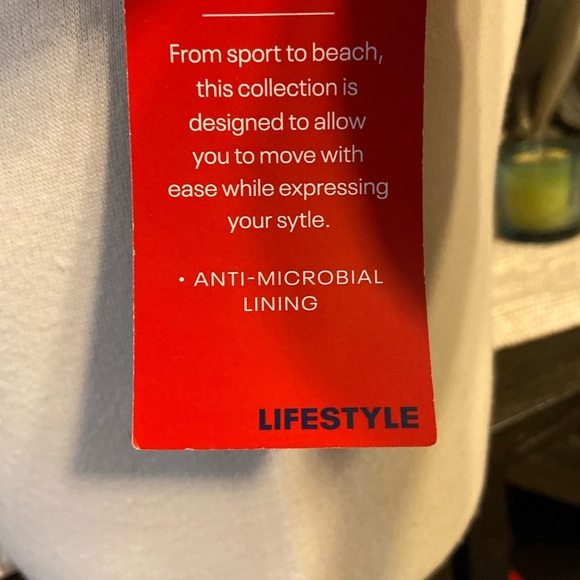 From sport to beach,
this collection is
designed to allow
you to move with
ease while expressing
your sytle.
• ANTI-MICROBIAL
LINING
LIFESTYLE